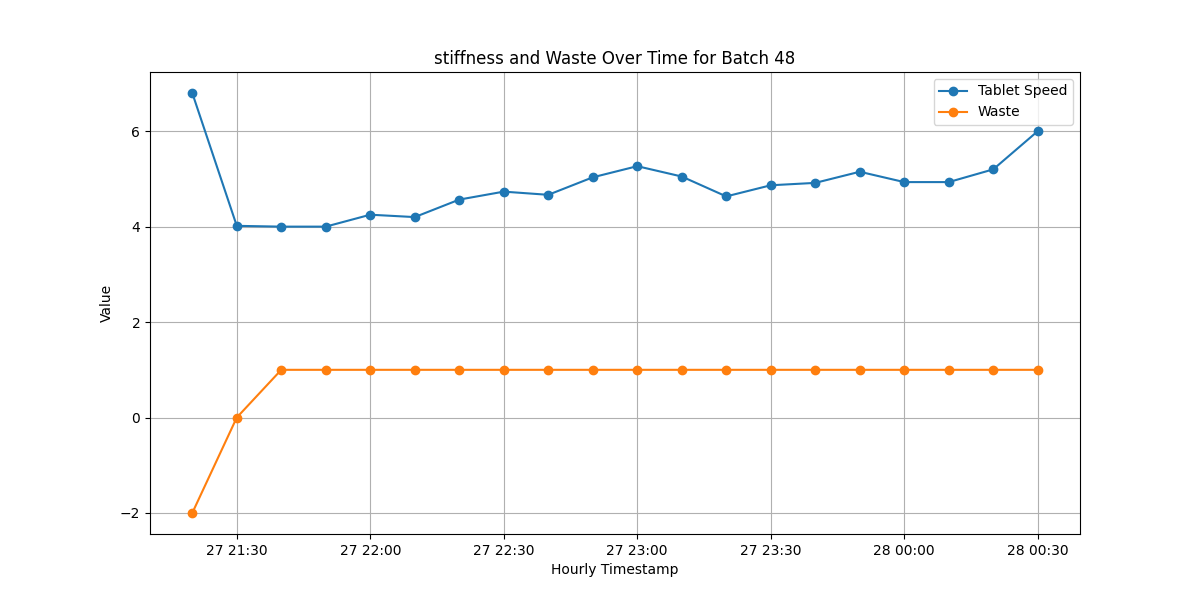 stiffness and Waste Over Time for Batch 48
Tablet Speed
Waste
Value
6
4
2
0
−2
27 21:30
27 22:00
27 22:30
27 23:00
27 23:30
28 00:00
28 00:30
Hourly Timestamp